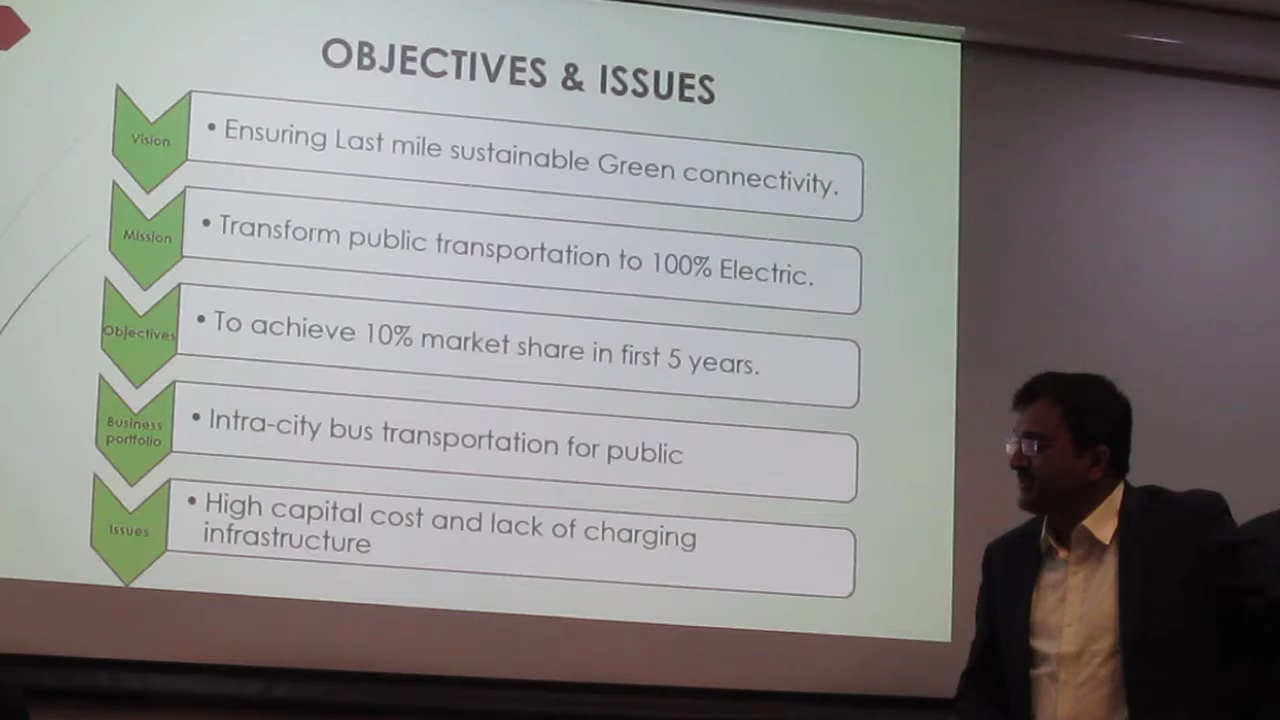 OBJECTIVES & ISSUES
Vision
• Ensuring Last mile sustainable Green connectivity.
Mission
• Transform public transportation to 100% Electric.
Objectives
• To achieve 10% market share in first 5 years.
Business
portfolio
• Intra-city bus transportation for public
Issues
• High capital cost and lack of charging
infrastructure